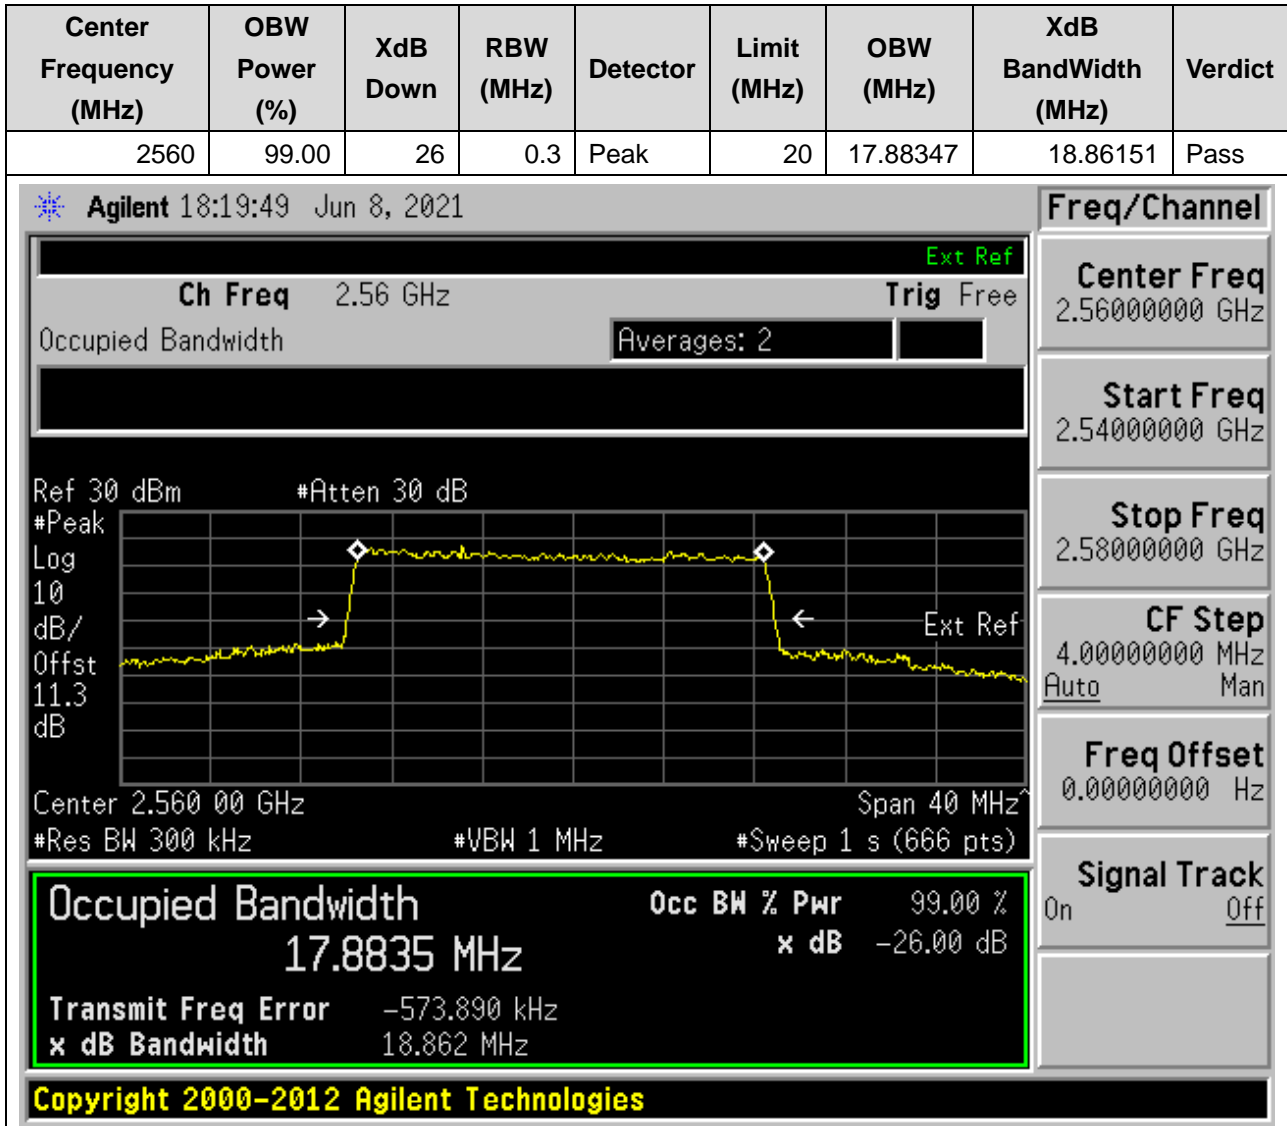 Center Frequency (MHz) OBW Power (%) XdB Down RBW (MHz) Detector Limit (MHz) OBW (MHz) XdB BandWidth (MHz) Verdict
2560 99.00 26 0.3 Peak 20 17.88347 18.86151 Pass
Agilent 18:19:49 Jun 8, 2021
Freq/Channel
Ext Ref
Ch Freq 2.56 GHz Trig Free
Occupied Bandwidth Averages: 2
Ref 30 dBm #Atten 30 dB
#Peak
Log
10
dB/
Offst
11.3
dB
Ext Ref
Center 2.560 00 GHz Span 40 MHz^
#Res BW 300 kHz #VBW 1 MHz #Sweep 1 s (666 pts)
Occupied Bandwidth
17.8835 MHz
Occ BW % Pwr 99.00 %
x dB -26.00 dB
Transmit Freq Error -573.890 kHz
x dB Bandwidth 18.862 MHz
Center Freq
2.56000000 GHz
Start Freq
2.54000000 GHz
Stop Freq
2.58000000 GHz
CF Step
4.00000000 MHz
Auto Man
Freq Offset
0.00000000 Hz
Signal Track
On Off
Copyright 2000-2012 Agilent Technologies